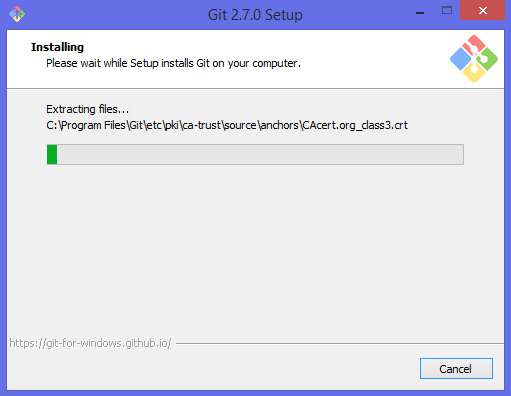 Git 2.7.0 Setup
Installing
Please wait while Setup installs Git on your computer.
Extracting files...
C:\Program Files\Git\etc\pki\ca-trust\source\anchors\CAcert.org_class3.crt
https://git-for-windows.github.io/
Cancel